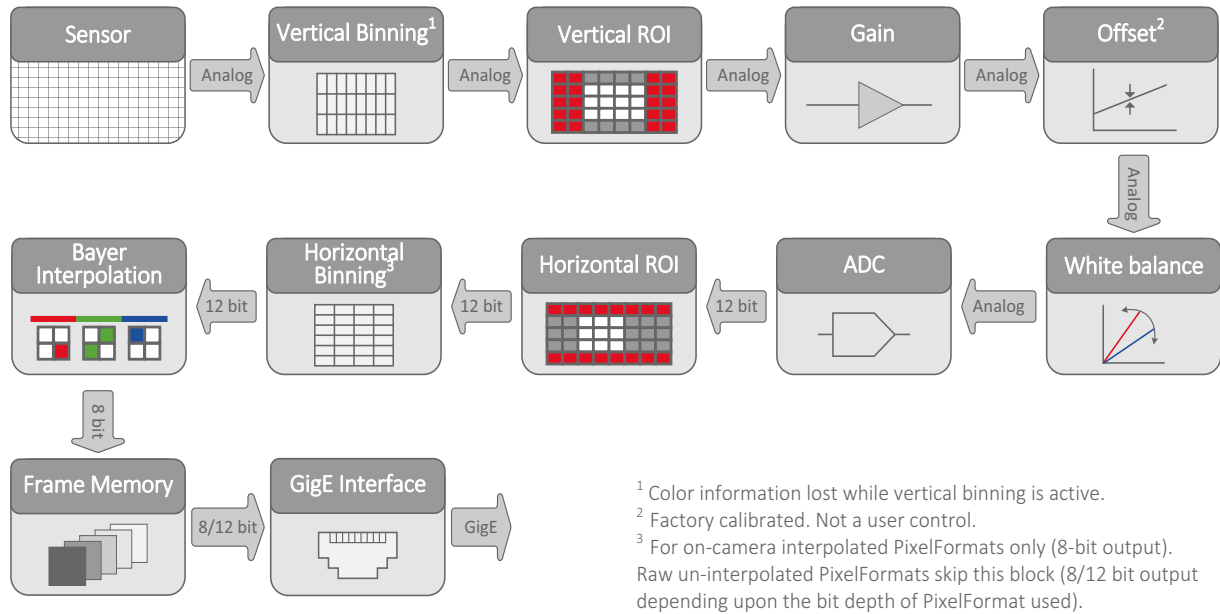 Sensor
Analog
Vertical Binning¹
Analog
Vertical ROI
Analog
Gain
Analog
Offset²
Analog
White balance
Analog
ADC
12 bit
Horizontal ROI
12 bit
Horizontal
Binning³
12 bit
Bayer
Interpolation
8 bit
Frame Memory
8/12 bit
GigE Interface
GigE
¹ Color information lost while vertical binning is active.
² Factory calibrated. Not a user control.
³ For on-camera interpolated PixelFormats only (8-bit output).
Raw un-interpolated PixelFormats skip this block (8/12 bit output
depending upon the bit depth of PixelFormat used).